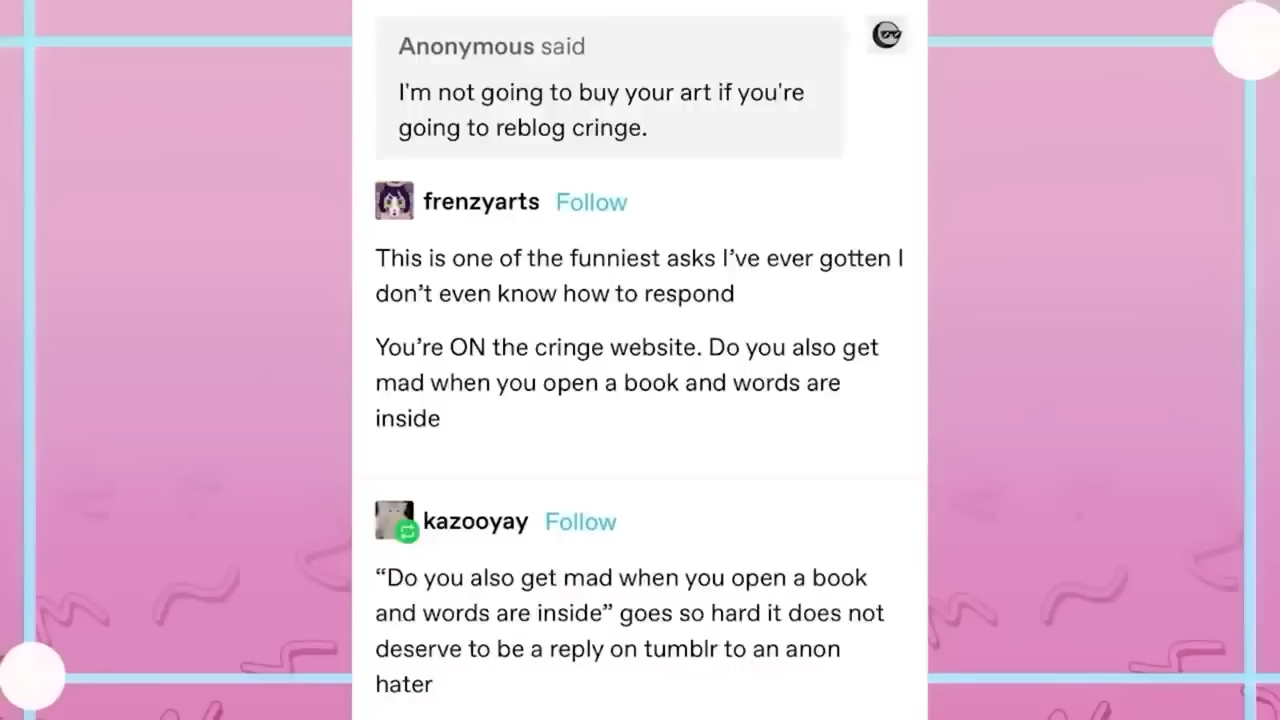 Anonymous said
I'm not going to buy your art if you're
going to reblog cringe.
frenzyarts Follow
This is one of the funniest asks I’ve ever gotten I
don’t even know how to respond
You’re ON the cringe website. Do you also get
mad when you open a book and words are
inside
kazooyay Follow
“Do you also get mad when you open a book
and words are inside” goes so hard it does not
deserve to be a reply on tumblr to an anon
hater